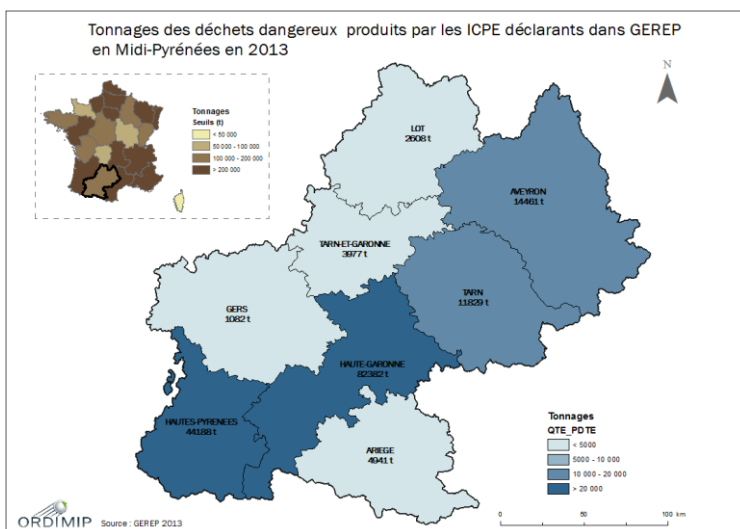 Tonnages des déchets dangereux produits par les ICPE déclarants dans GEREP
en Midi-Pyrénées en 2013
Tonnages
Seuils (t)
< 50 000
50 000 - 100 000
100 000 - 200 000
> 200 000
N
LOT
2608 t
AVEYRON
14461 t
TARN-ET-GARONNE
3977 t
TARN
11829 t
GERS
1082 t
HAUTE-GARONNE
82382 t
HAUTES-PYRENEES
44188 t
ARIEGE
4941 t
Tonnages
QTE_PDTE
< 5000
5000 - 10 000
10 000 - 20 000
> 20 000
ORDIMIP
Source : GEREP 2013
0 50 100 km